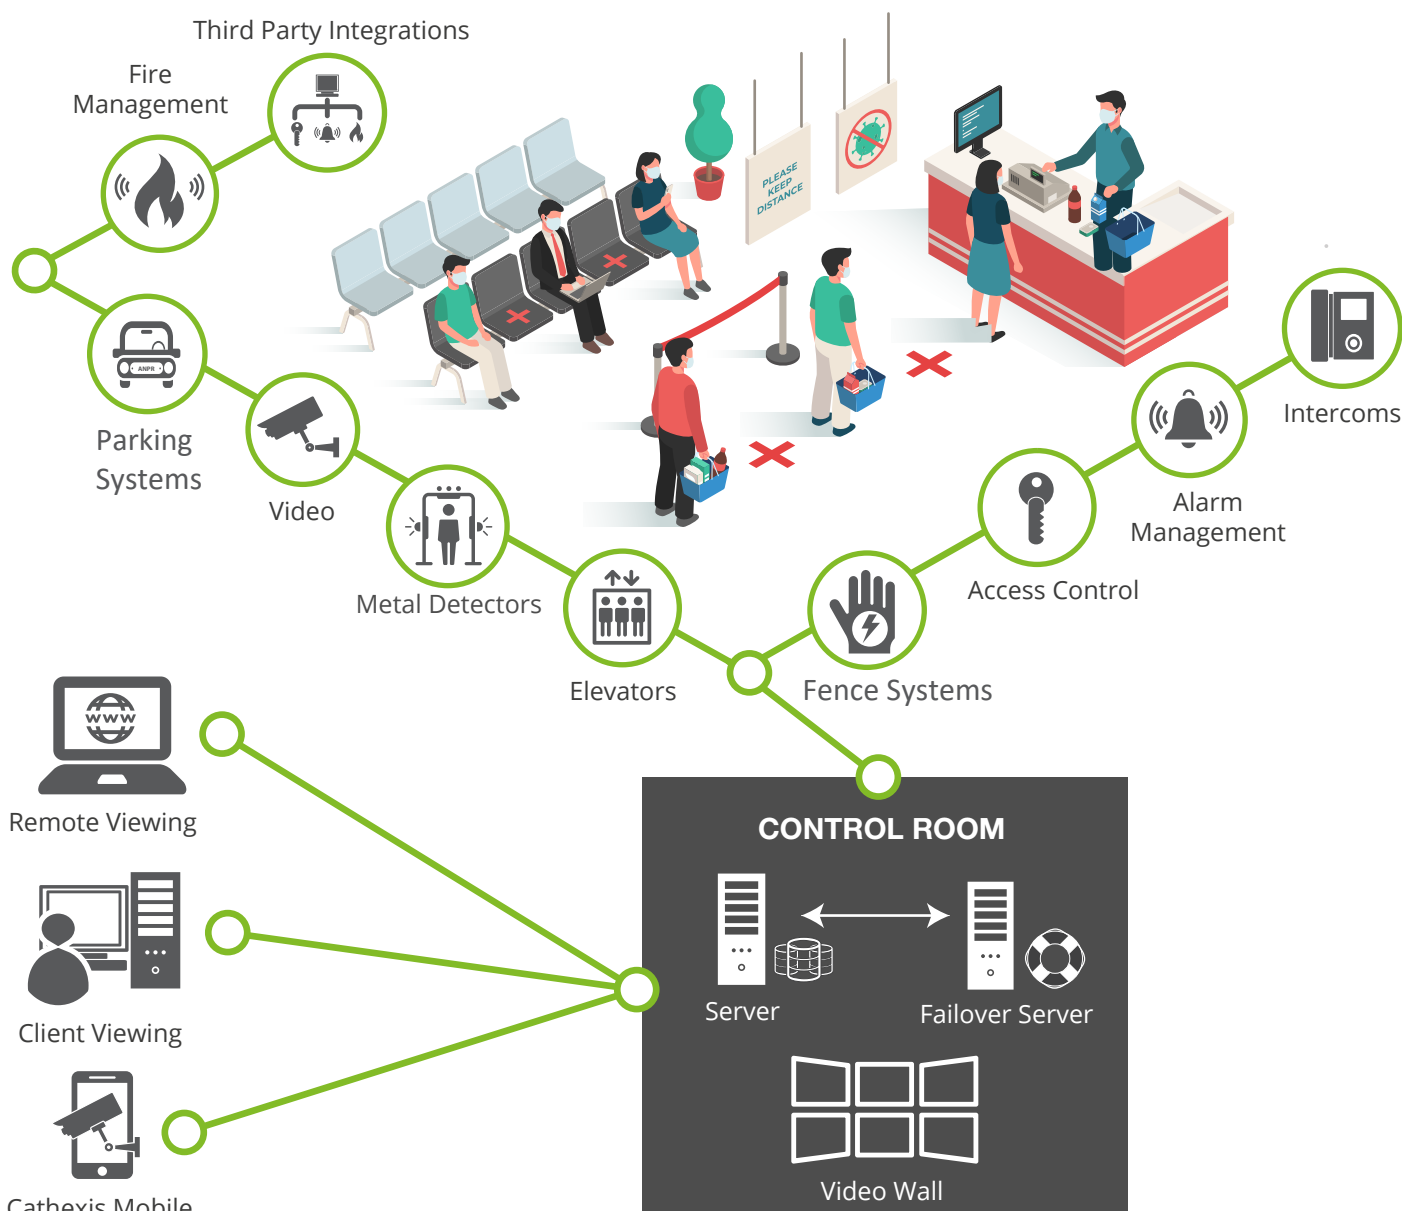 Third Party Integrations
Fire
Management
PLEASE
KEEP
DISTANCE
ANPR
Parking
Systems
Video
Metal Detectors
Elevators
Fence Systems
Access Control
Alarm
Management
Intercoms
WWW
Remote Viewing
Client Viewing
Cathexis Mobile
CONTROL ROOM
Server
Failover Server
Video Wall